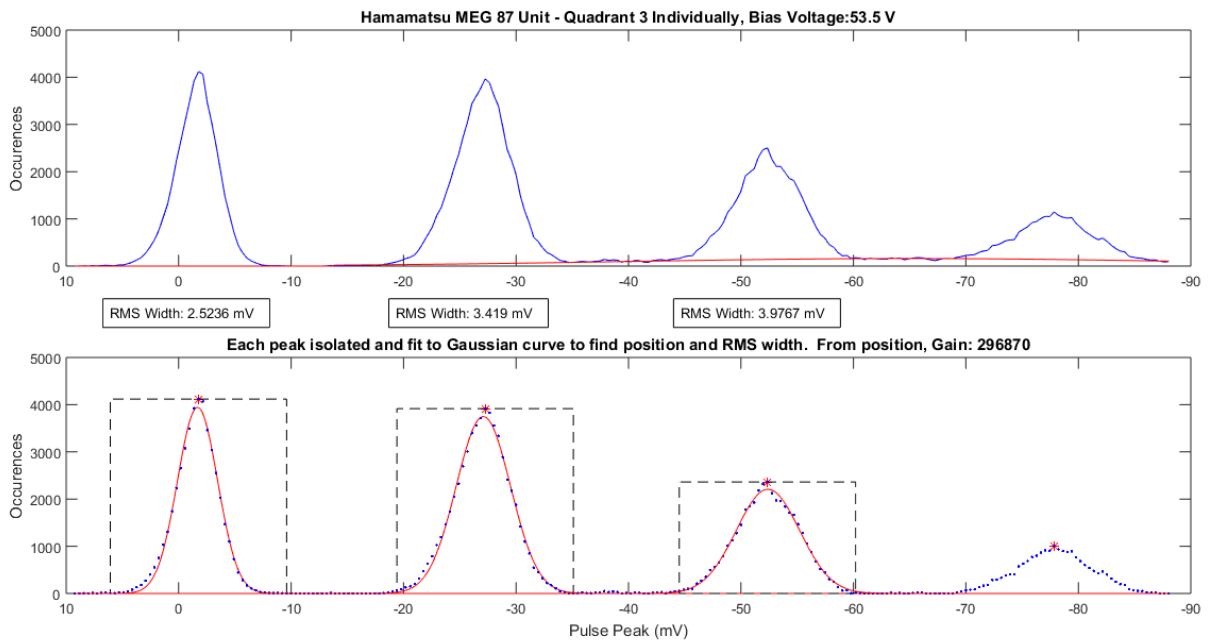 Hamamatsu MEG 87 Unit - Quadrant 3 Individually, Bias Voltage:53.5 V
5000
4000
3000
2000
1000
0
Occurences
10 0 -10 -20 -30 -40 -50 -60 -70 -80 -90
RMS Width: 2.5236 mV
RMS Width: 3.419 mV
RMS Width: 3.9767 mV
Each peak isolated and fit to Gaussian curve to find position and RMS width. From position, Gain: 296870
5000
4000
3000
2000
1000
0
Occurences
10 0 -10 -20 -30 -40 -50 -60 -70 -80 -90
Pulse Peak (mV)